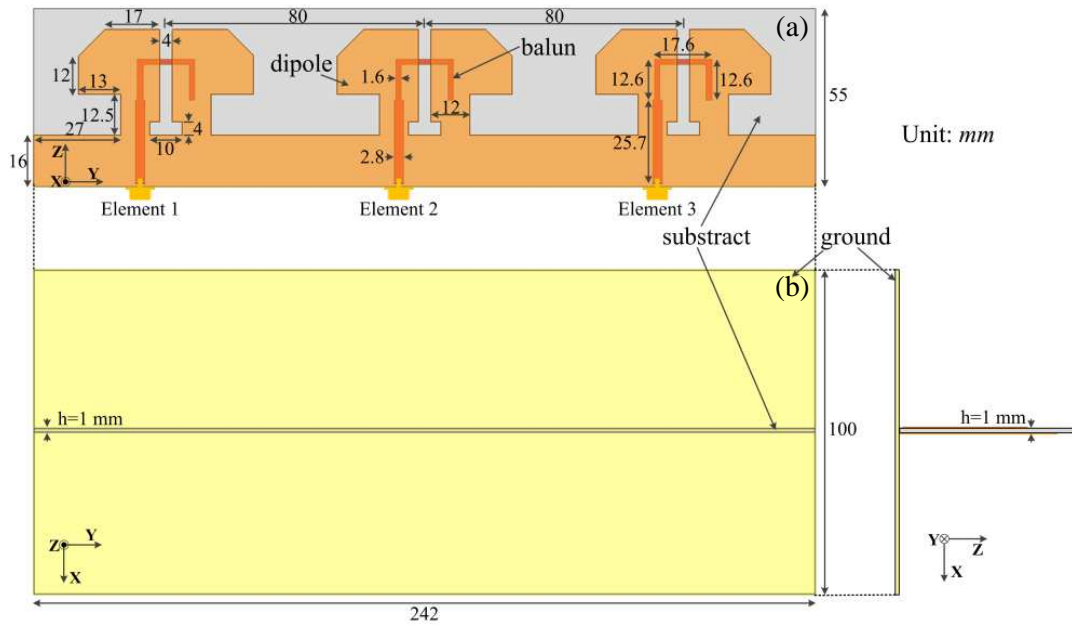 17
80
80
(a)
4
17.6
balun
dipole
12
13
1.6
12.6
12.6
12.5
12
55
27
4
10
25.7
Unit: mm
16
Z
X
Y
2.8
Element 1
Element 2
Element 3
substract
ground
(b)
h=1 mm
100
h=1 mm
Z
Y
X
Y
Z
X
242